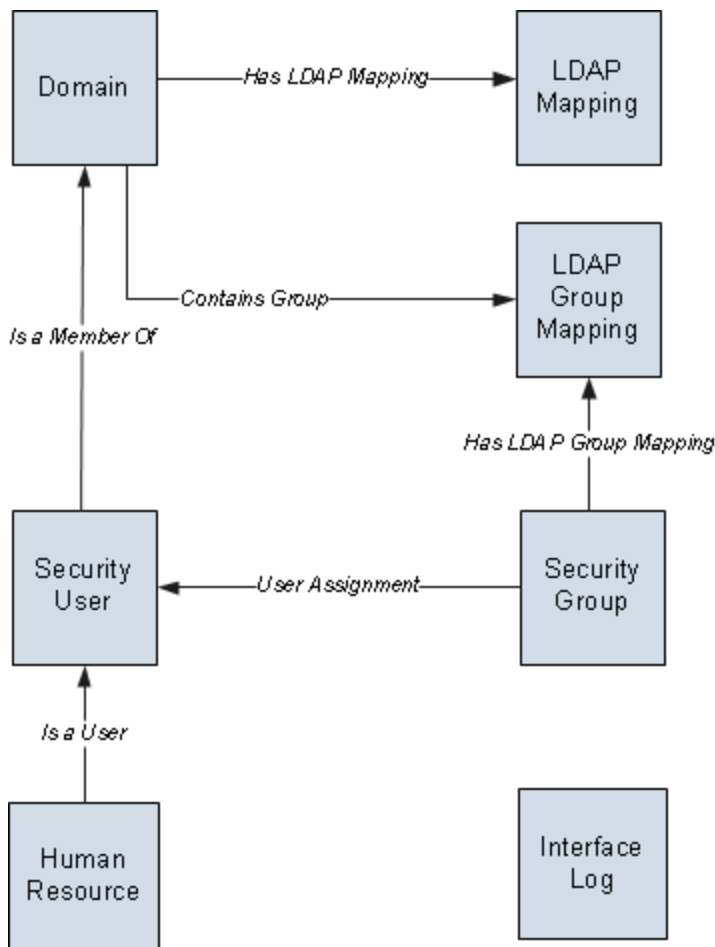 Domain
Has LDAP Mapping
LDAP
Mapping
Contains Group
LDAP
Group
Mapping
Is a Member Of
Has LDAP Group Mapping
Security
User
User Assignment
Security
Group
Is a User
Human
Resource
Interface
Log